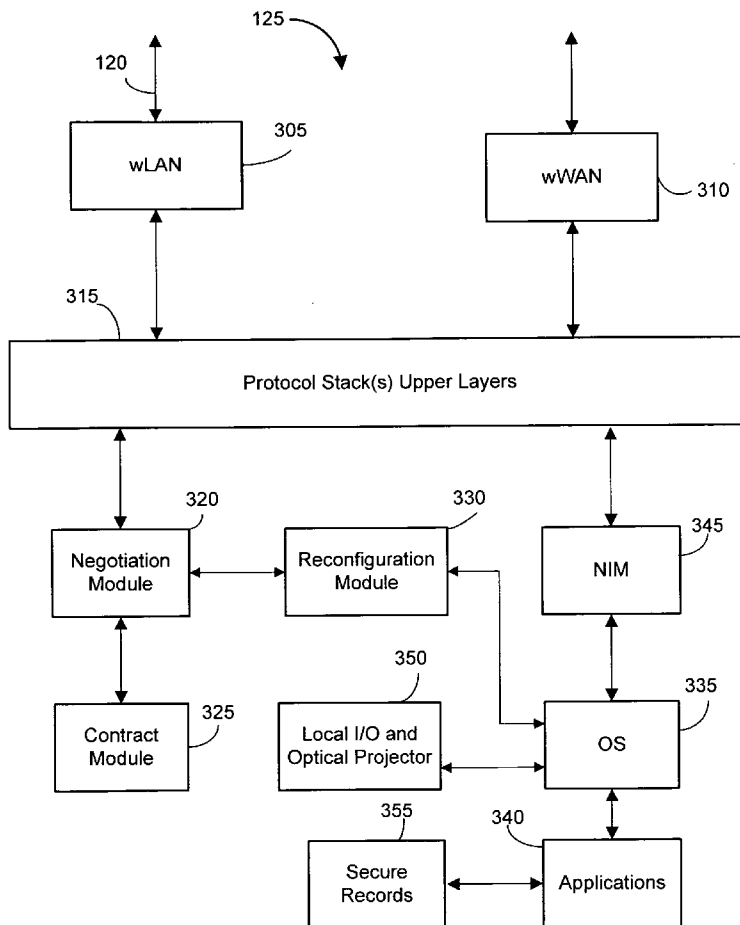 125
120
305
wLAN
wWAN
310
315
Protocol Stack(s) Upper Layers
320
330
345
Negotiation
Module
Reconfiguration
Module
NIM
350
335
325
Contract
Module
Local I/O and
Optical Projector
OS
355
340
Secure
Records
Applications